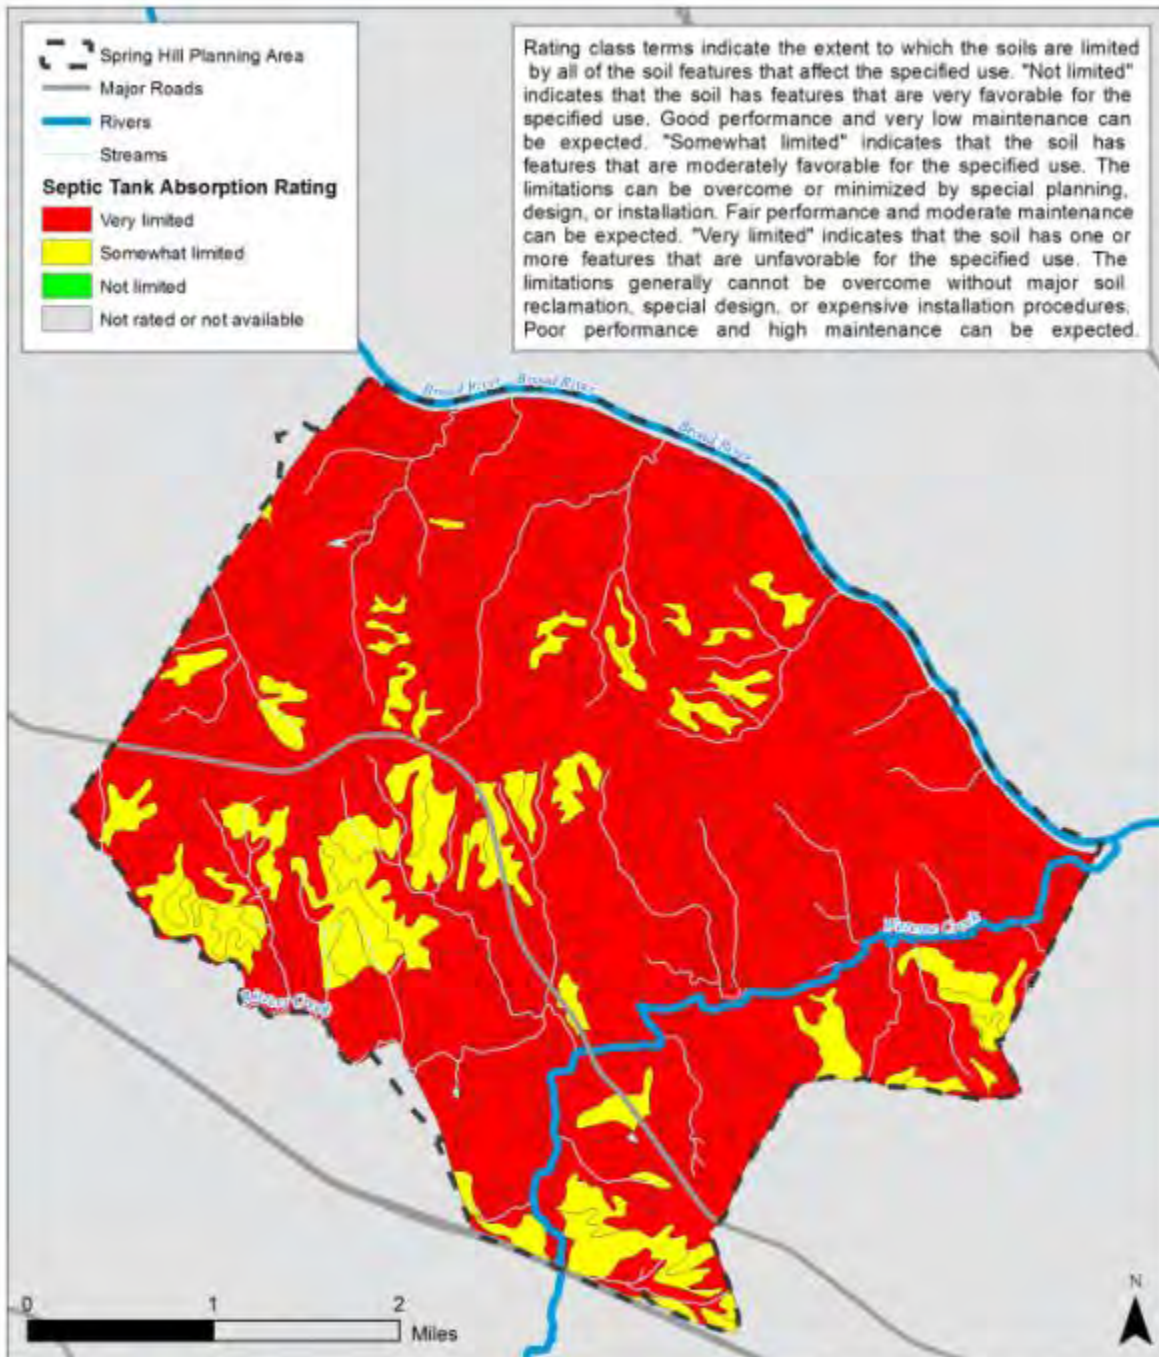 Spring Hill Planning Area
Major Roads
Rivers
Streams
Septic Tank Absorption Rating
Very limited
Somewhat limited
Not limited
Not rated or not available
Rating class terms indicate the extent to which the soils are limited
by all of the soil features that affect the specified use. "Not limited"
indicates that the soil has features that are very favorable for the
specified use. Good performance and very low maintenance can
be expected. "Somewhat limited" indicates that the soil has
features that are moderately favorable for the specified use. The
limitations can be overcome or minimized by special planning,
design, or installation. Fair performance and moderate maintenance
can be expected. "Very limited" indicates that the soil has one or
more features that are unfavorable for the specified use. The
limitations generally cannot be overcome without major soil
reclamation, special design, or expensive installation procedures.
Poor performance and high maintenance can be expected.
Broad River
Broad River
Broad River
Creek
Creek
N
0 1 2
Miles